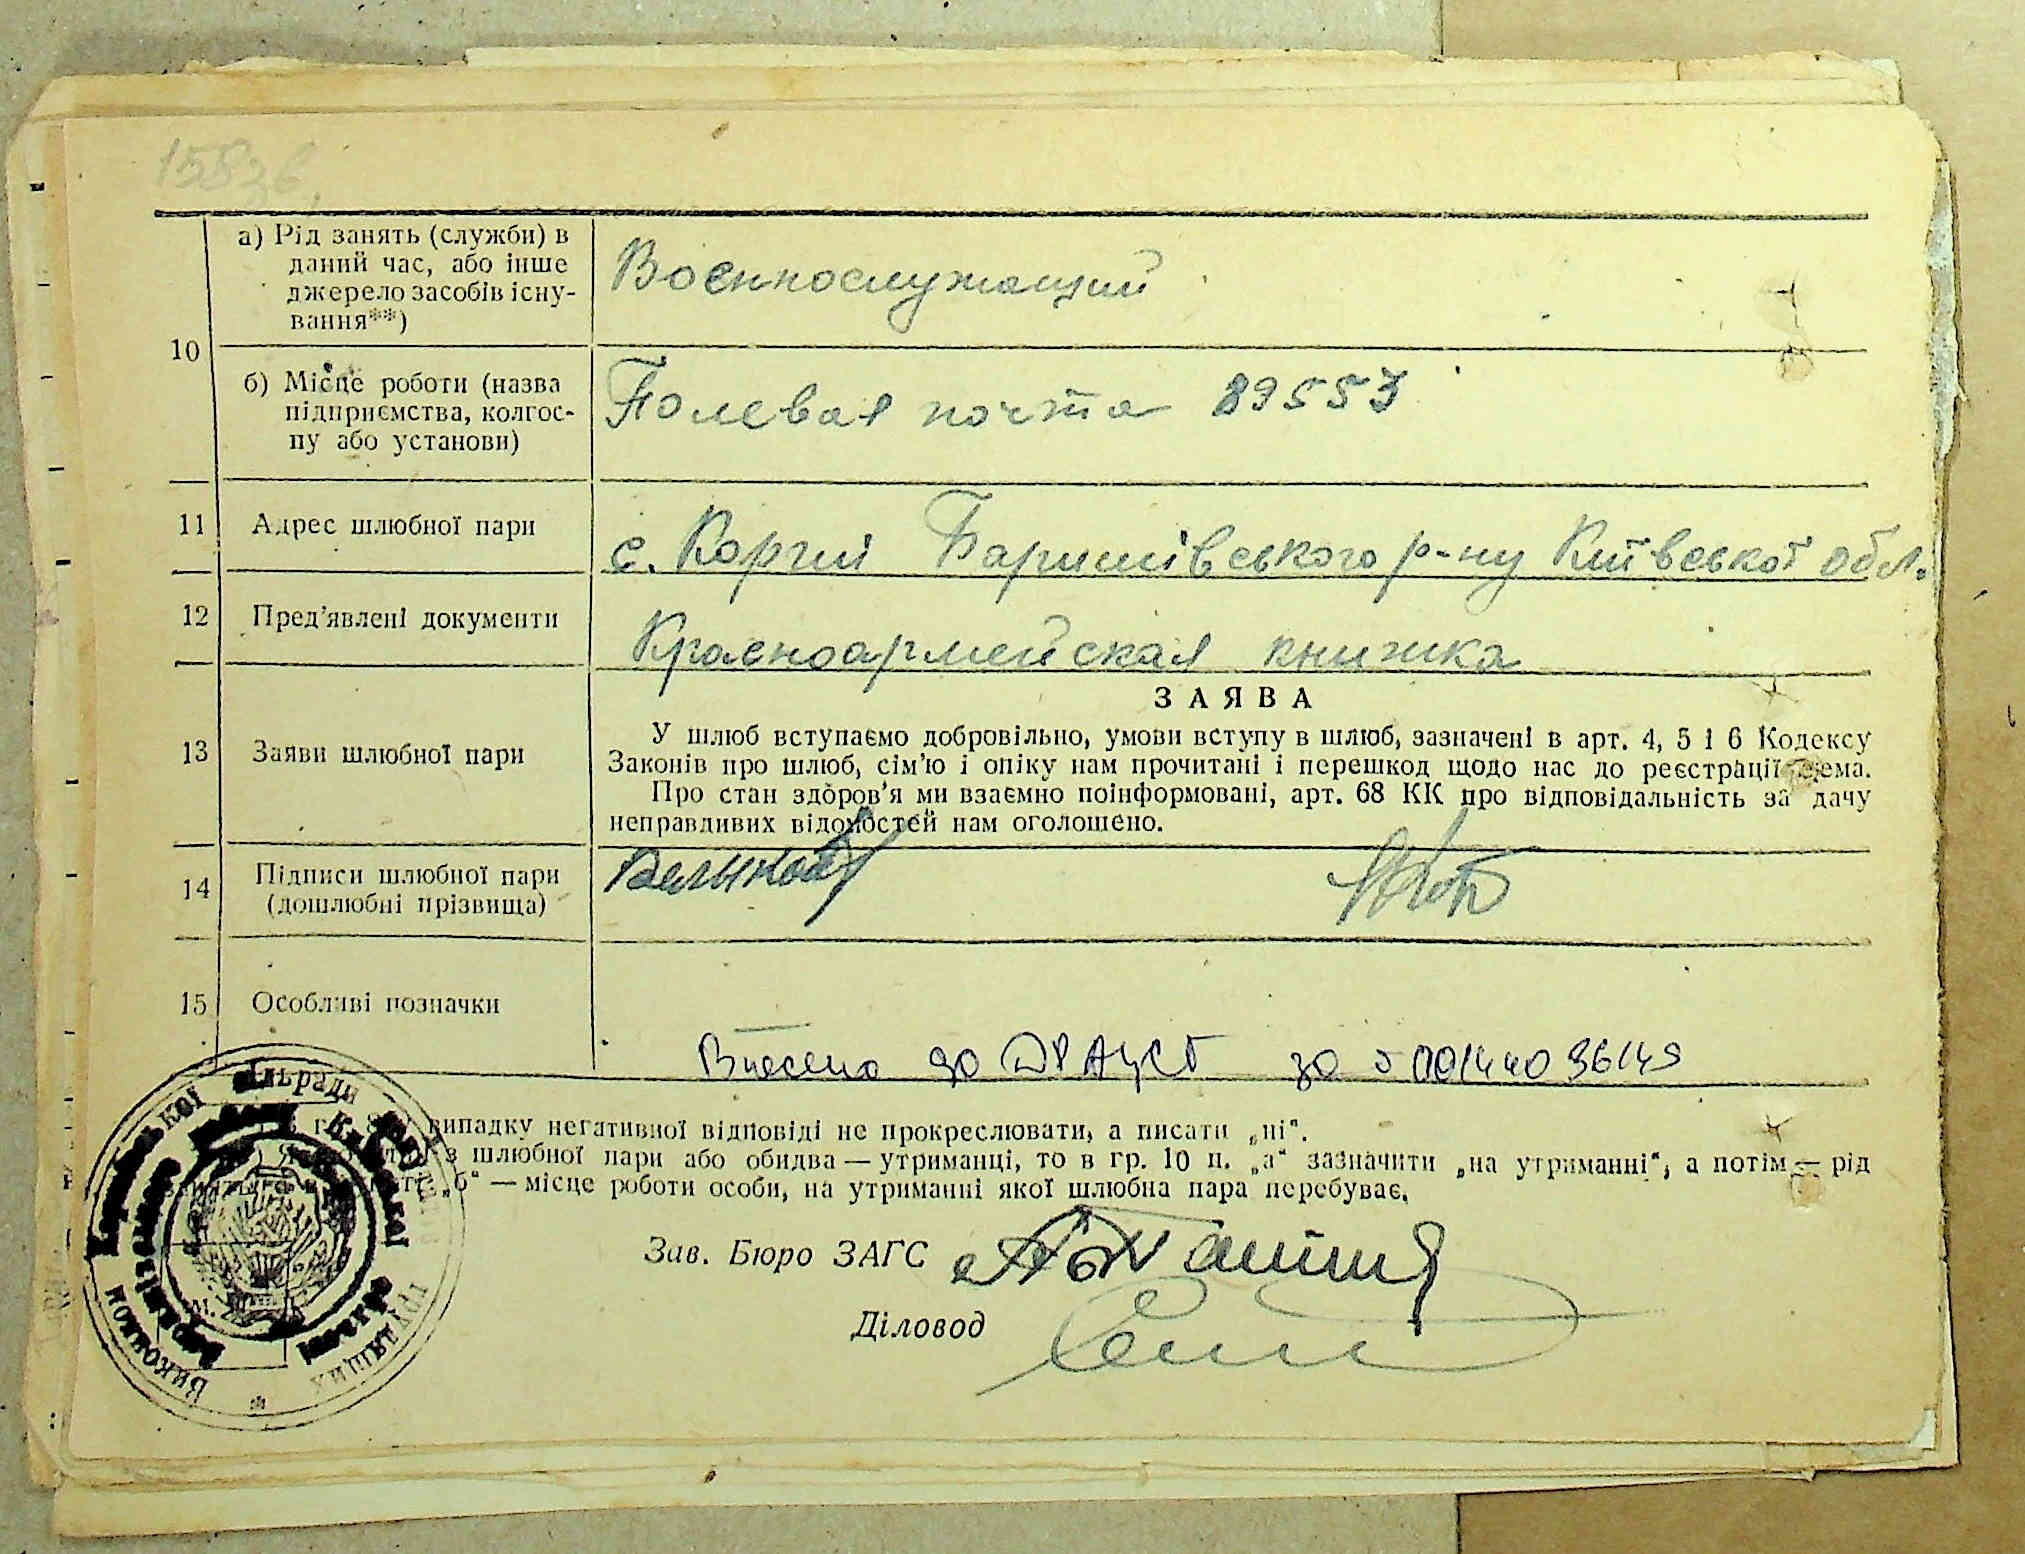 а) Рід занять (служби) в
даний час, або інше
джерело засобів існу-
вання**)
Воєннослужащий
10
б) Місце роботи (назва
підприємства, колгос-
пу або установи)
Полевая почта 89553
11 Адрес шлюбної пари
с. Коржі Баришівського р-ну Київської обл.
12 Пред’явлені документи
Красноармейская книжка
13 Заяви шлюбної пари
ЗАЯВА
У шлюб вступаємо добровільно, умови вступу в шлюб, зазначені в арт. 4, 5 і 6 Кодексу
Законів про шлюб, сім’ю і опіку нам прочитані і перешкод щодо нас до реєстрації нема.
Про стан здоров’я ми взаємно поінформовані, арт. 68 КК про відповідальність за дачу
неправдивих відомостей нам оголошено.
14 Підписи шлюбної пари
(дошлюбні прізвища)
15 Особливі позначки
Внесено до ДРАЦСГ за 00144036149
випадку негативної відповіді не прокреслювати, а писати „ні“.
з шлюбної пари або обидва — утриманці, то в гр. 10 п. „а“ зазначити „на утриманні“, а потім — рід
„б“ — місце роботи особи, на утриманні якої шлюбна пара перебуває.
Зав. Бюро ЗАГС
Діловод